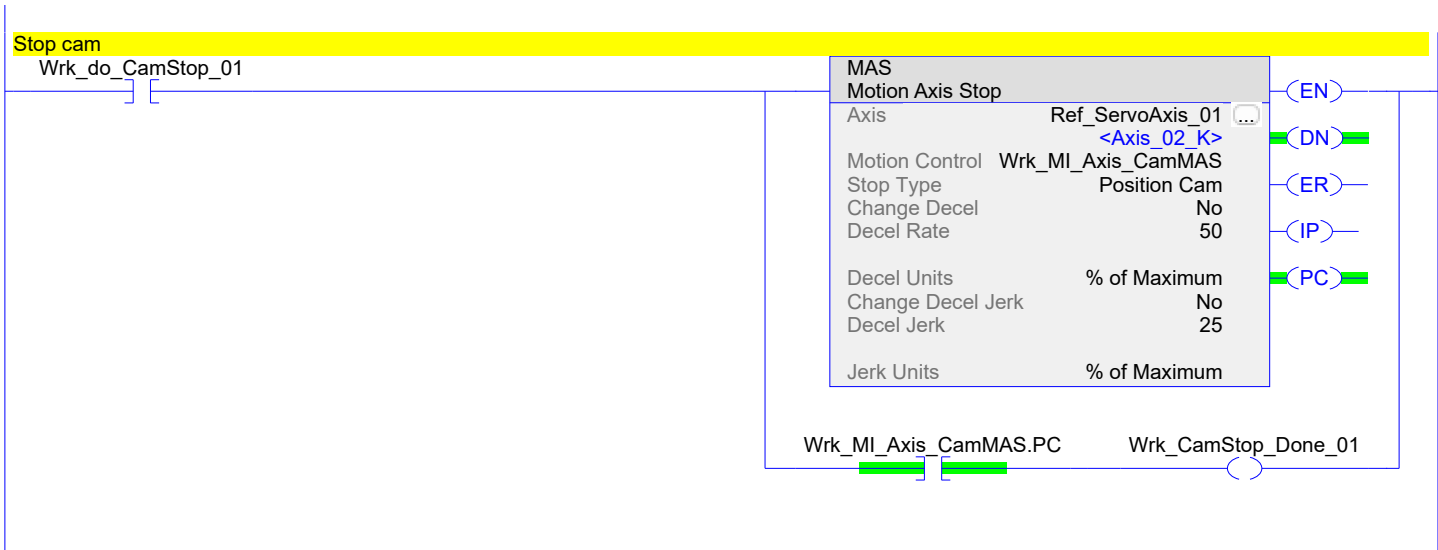 Stop cam
Wrk_do_CamStop_01
MAS
Motion Axis Stop
EN
Axis Ref_ServoAxis_01 ...
<Axis_02_K>
DN
Motion Control Wrk_MI_Axis_CamMAS
Stop Type Position Cam
ER
Change Decel No
Decel Rate 50
IP
Decel Units % of Maximum
PC
Change Decel Jerk No
Decel Jerk 25
Jerk Units % of Maximum
Wrk_MI_Axis_CamMAS.PC Wrk_CamStop_Done_01